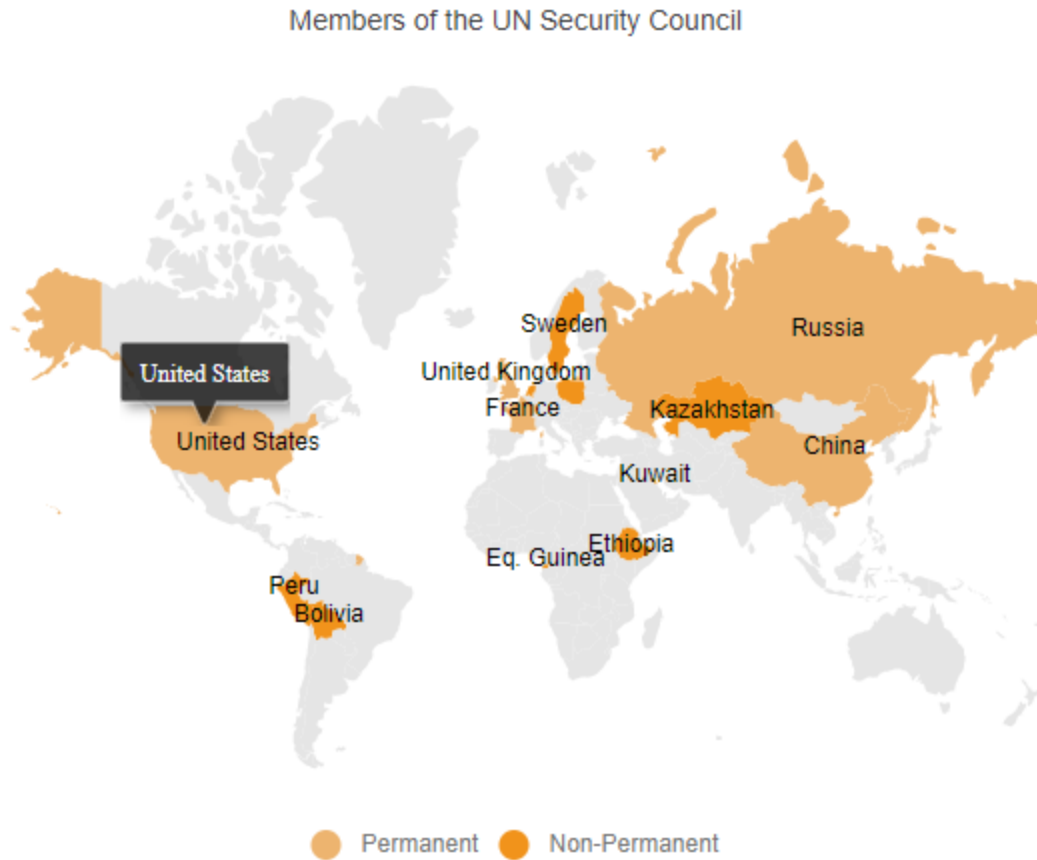 Members of the UN Security Council
Sweden
Russia
United Kingdom
United States
France
Kazakhstan
United States
China
Kuwait
Ethiopia
Eq. Guinea
Peru
Bolivia
Permanent
Non-Permanent